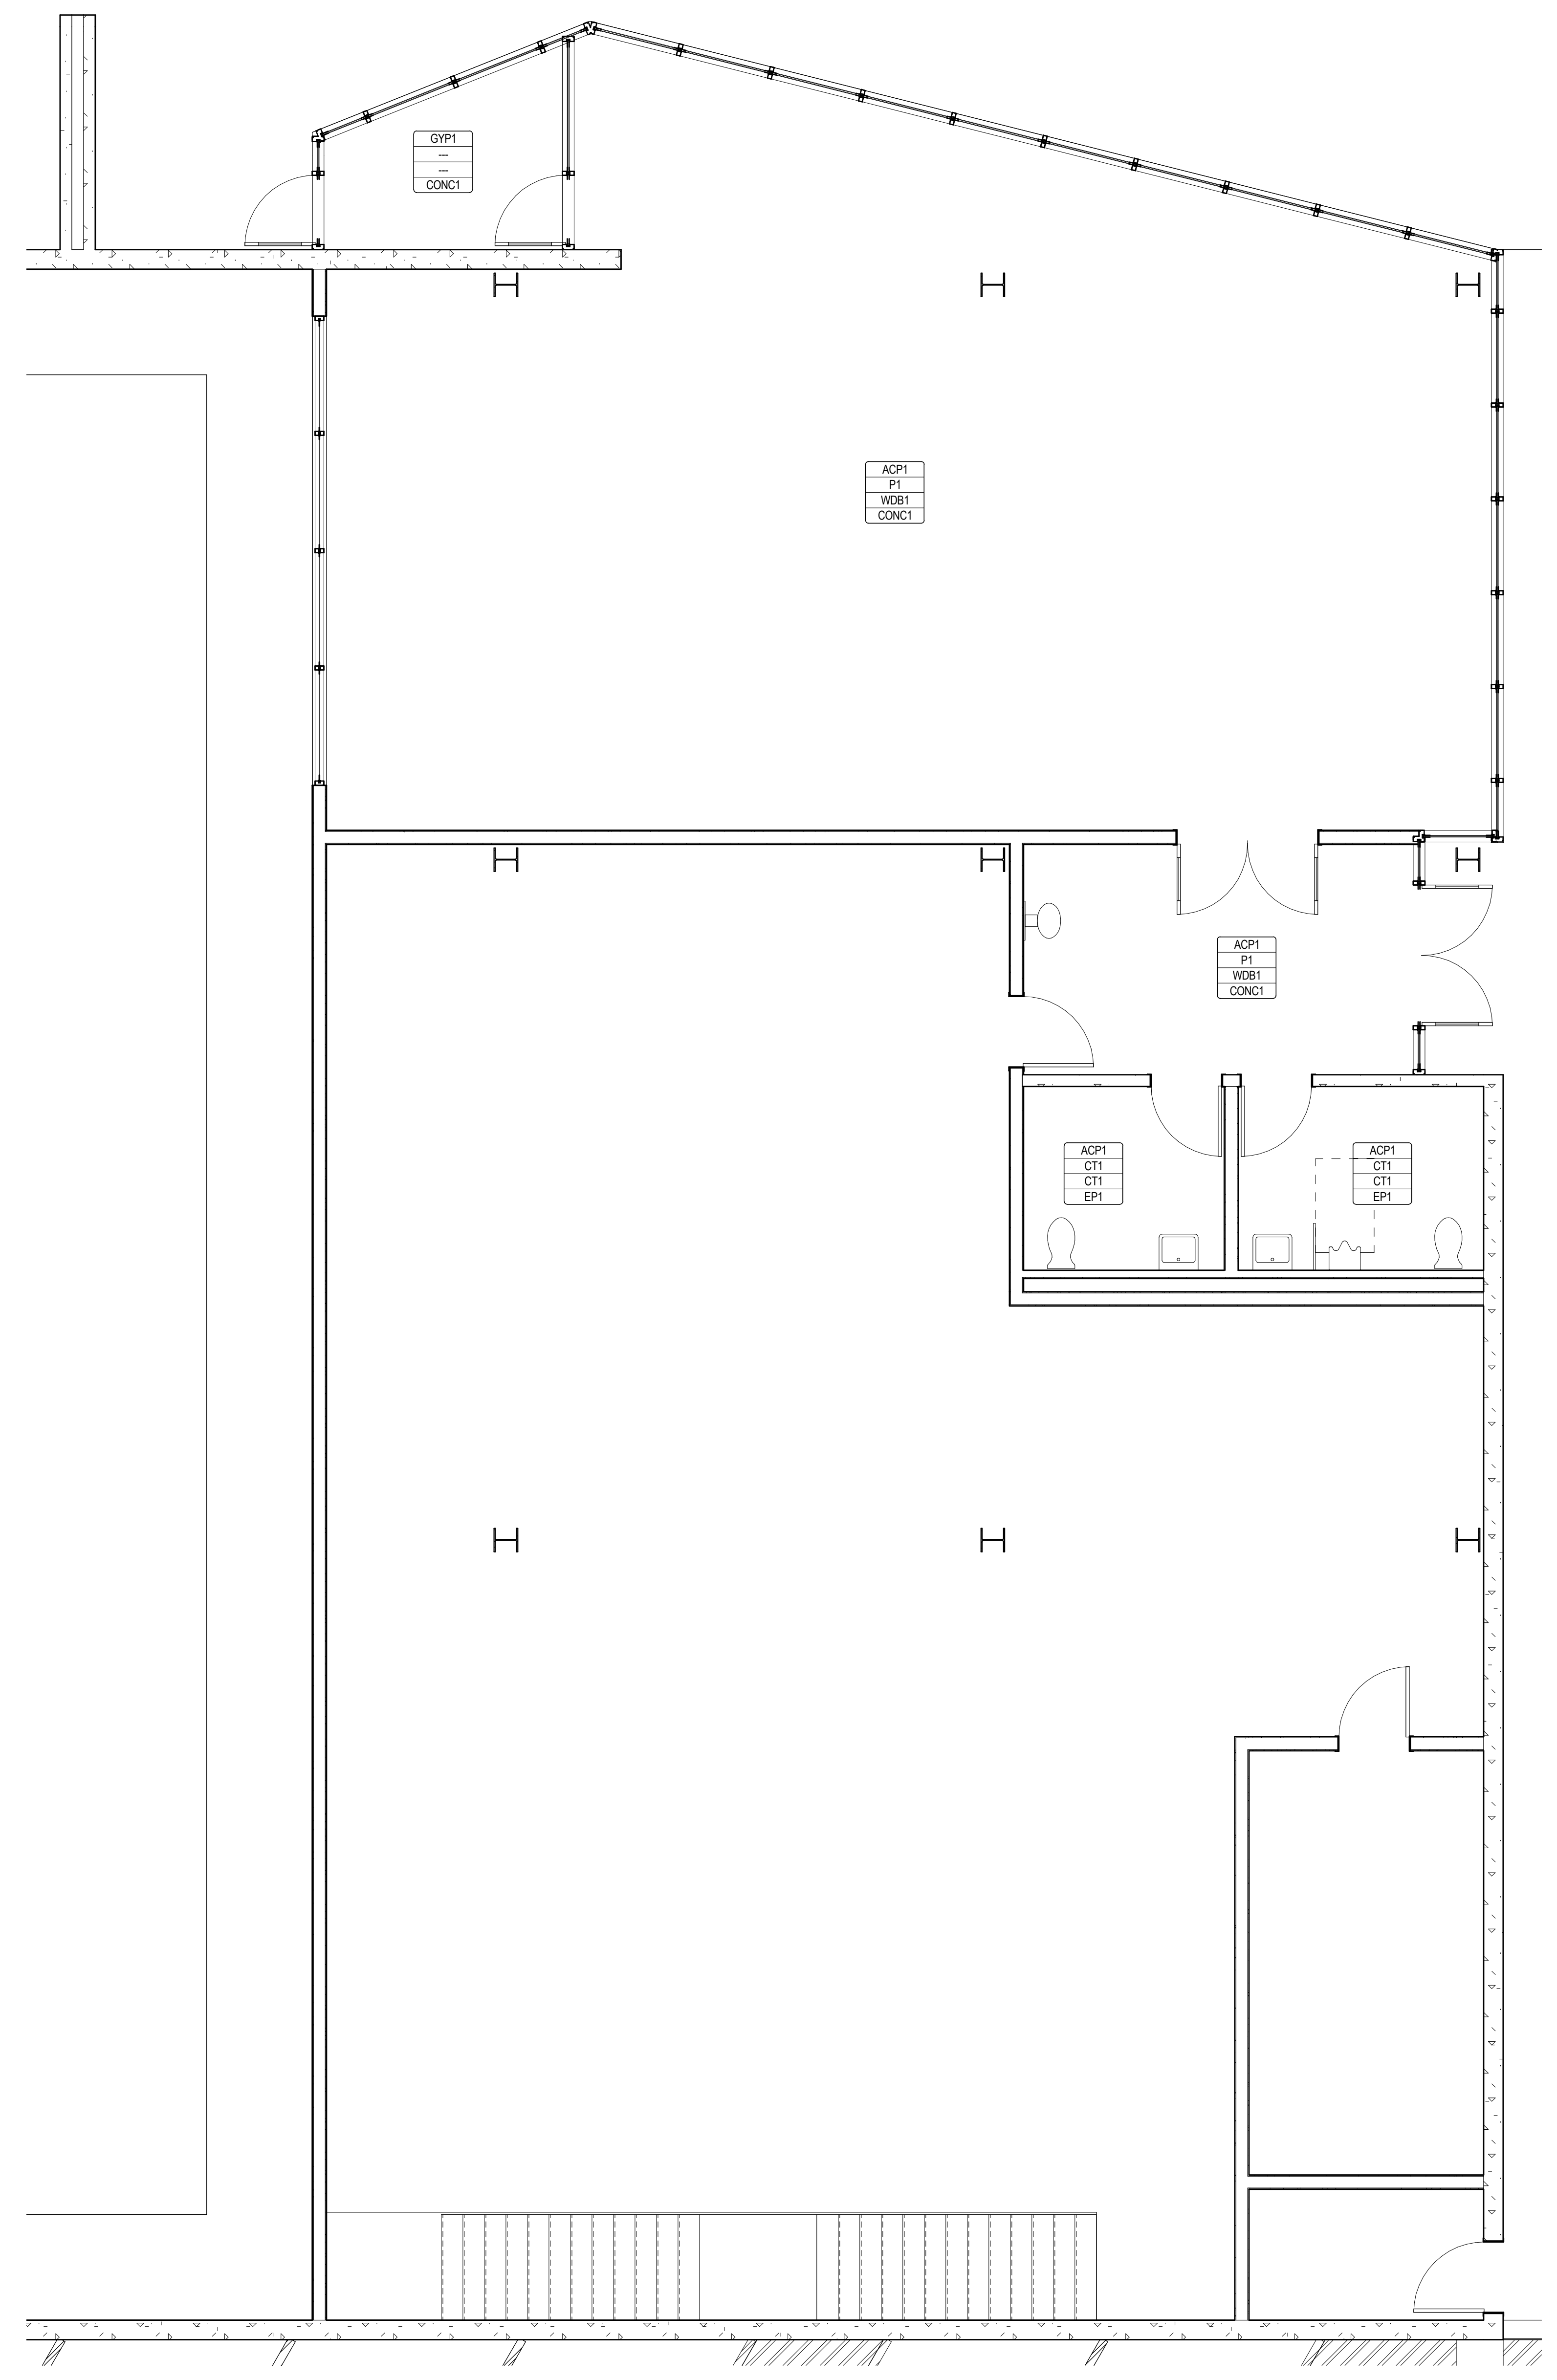 GYP1
---
---
CONC1
ACP1
P1
WDB1
CONC1
ACP1
P1
WDB1
CONC1
ACP1
CT1
CT1
EP1
ACP1
CT1
CT1
EP1